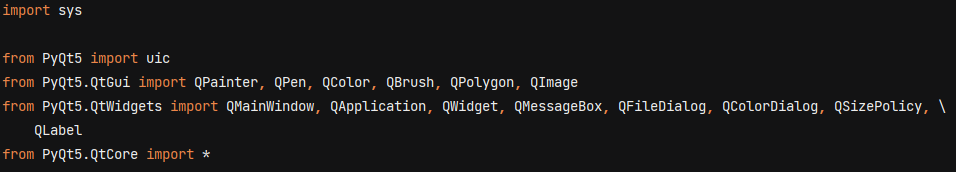 import sys
from PyQt5 import uic
from PyQt5.QtGui import QPainter, QPen, QColor, QBrush, QPolygon, QImage
from PyQt5.QtWidgets import QMainWindow, QApplication, QWidget, QMessageBox, QFileDialog, QColorDialog, QSizePolicy, \
    QLabel
from PyQt5.QtCore import *